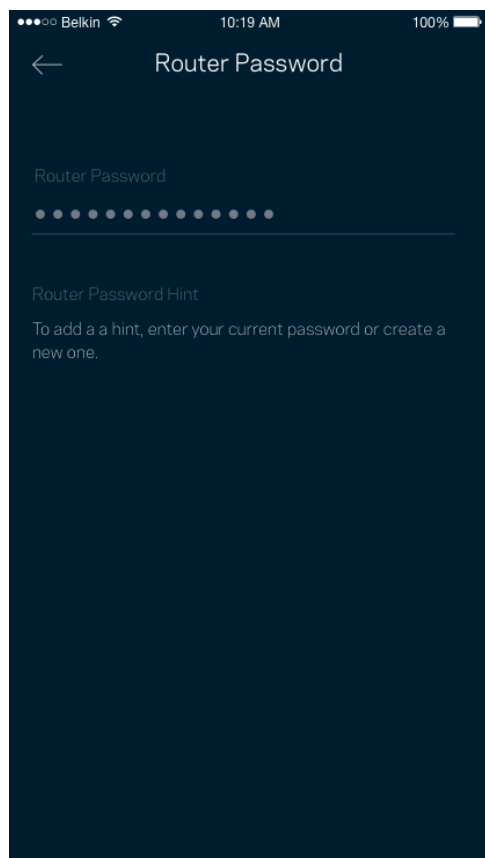 Belkin 10:19 AM 100%
Router Password
Router Password
●●●●●●●●●●●●●●
Router Password Hint
To add a a hint, enter your current password or create a
new one.